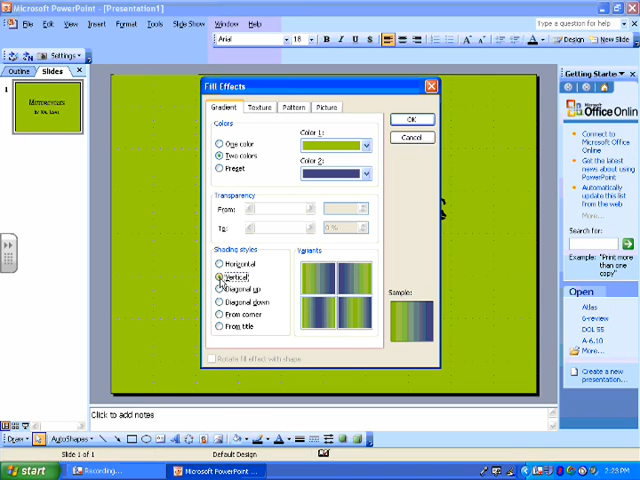 Microsoft PowerPoint - [Presentation1]
File Edit View Insert Format Tools Slide Show Window Help
Type a question for help
Settings
Arial
18
B I U S
A
Design
New Slide
Outline
Slides
1
Fill Effects
Gradient
Texture
Pattern
Picture
Colors
One color
Two colors
Preset
Color 1:
Color 2:
OK
Cancel
Transparency
From:
To:
0 %
Shading styles
Horizontal
Vertical
Diagonal up
Diagonal down
From corner
From title
Variants
Sample:
Rotate fill effect with shape
Getting Started
Office Online
Connect to
Microsoft Office
Online
Get the latest
news about using
PowerPoint
Automatically
update this list
from the web
More...
Search for:
Example: "Print more
than one copy"
Open
Atlas
6-review
DOL 55
A-6.10
More...
Create a new
presentation...
Click to add notes
Draw
AutoShapes
A
Slide 1 of 1
Default Design
start
Recording...
Microsoft PowerPoint ...
2:23 PM